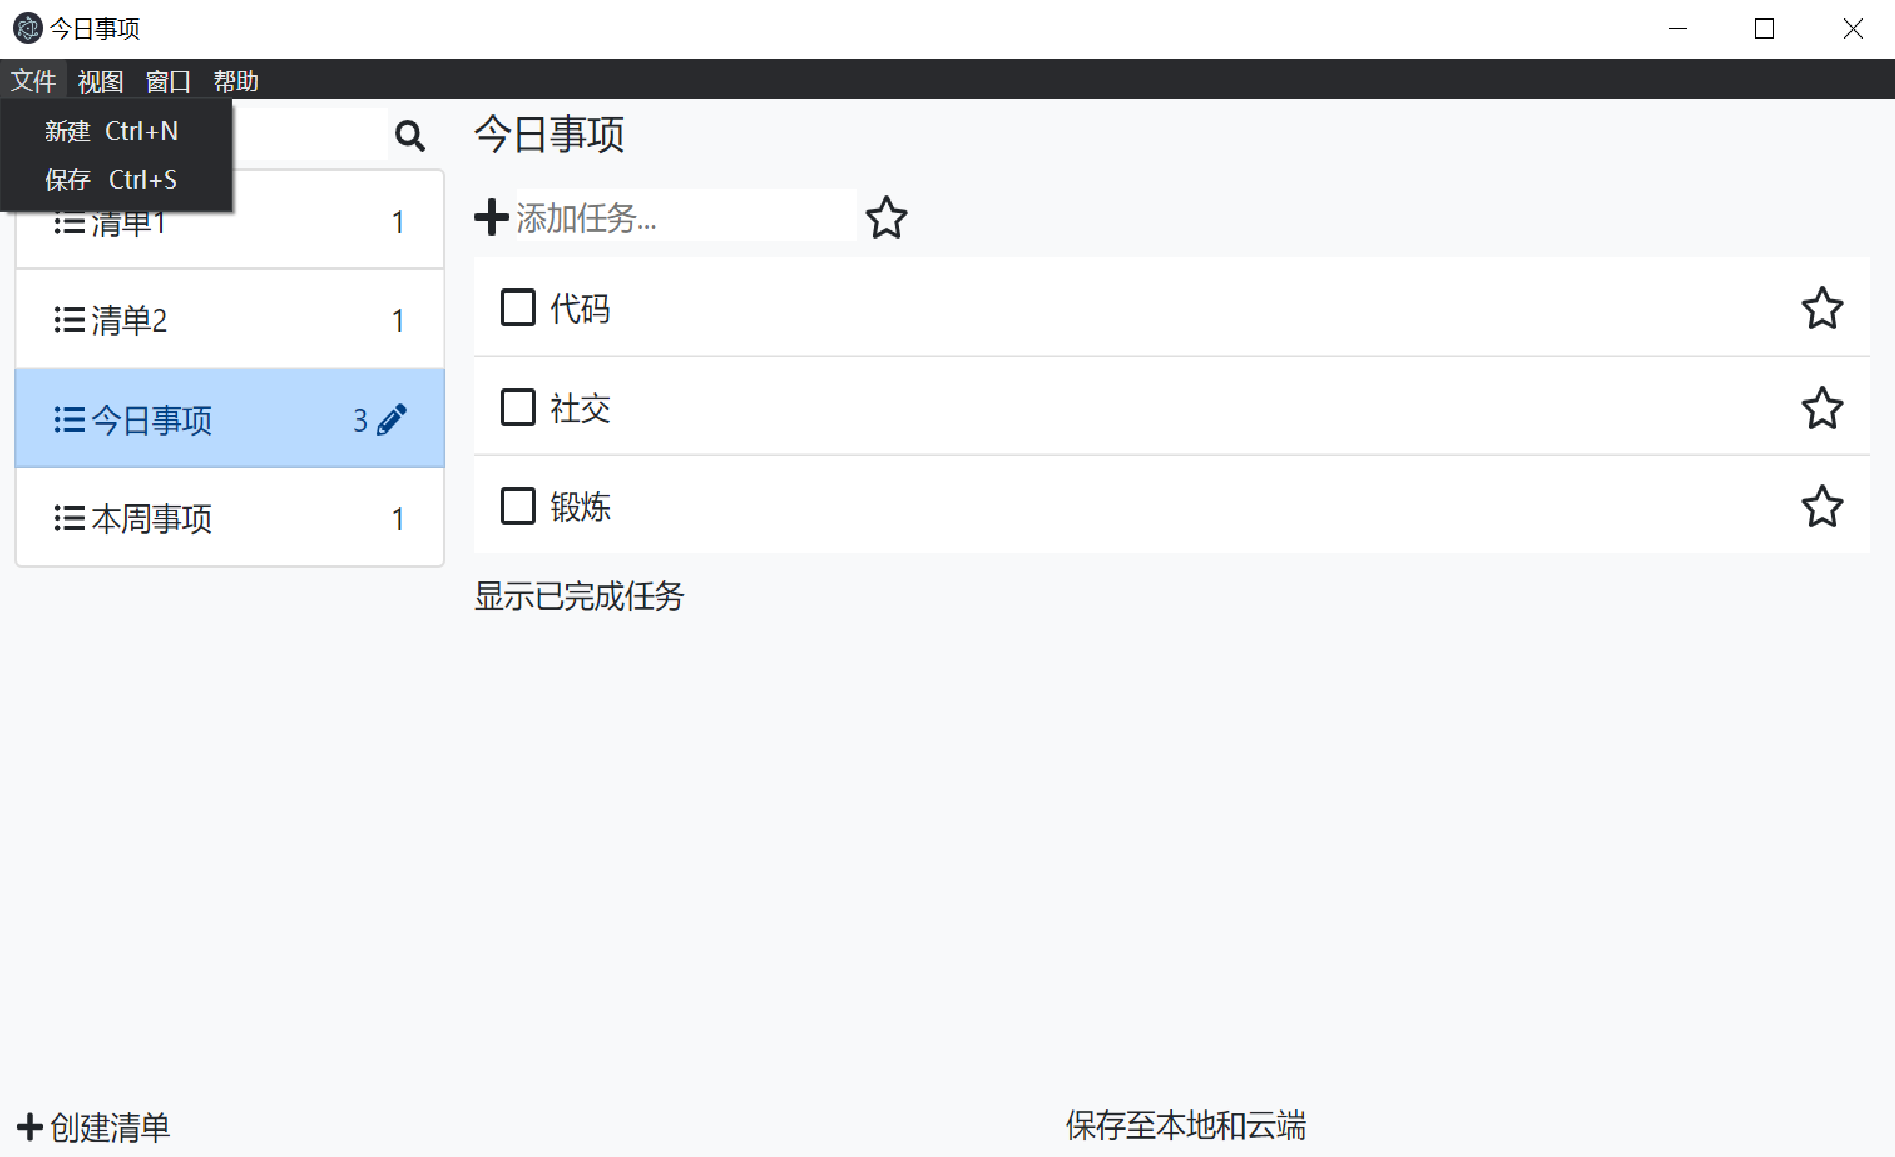 今日事项
文件 视图 窗口 帮助
新建 Ctrl+N
保存 Ctrl+S
清单1 1
清单2 1
今日事项 3
本周事项 1
创建清单
今日事项
添加任务...
代码
社交
锻炼
显示已完成任务
保存至本地和云端